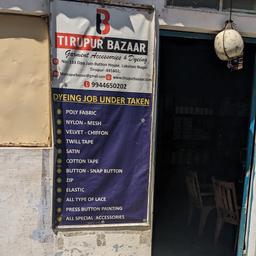 B
TIRUPUR BAZAAR
Garment Accessories & Dyeing
Tirupur
9944650202
DYEING JOB UNDER TAKEN
POLY FABRIC
NYLON - MESH
VELVET - CHIFFON
TWILL TAPE
SATIN
COTTON TAPE
BUTTON - SNAP BUTTON
ZIP
ELASTIC
ALL TYPE OF LACE
PRESS BUTTON PAINTING
ALL SPECIAL ACCESSORIES